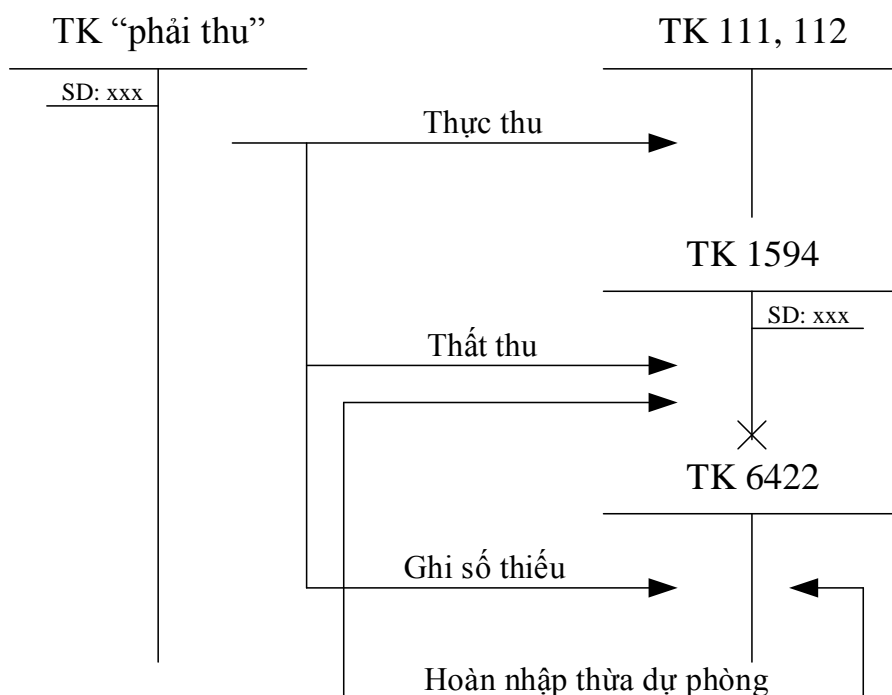 TK “phải thu”
TK 111, 112
SD: xxx
Thực thu
TK 1594
SD: xxx
Thất thu
TK 6422
Ghi số thiếu
Hoàn nhập thừa dự phòng